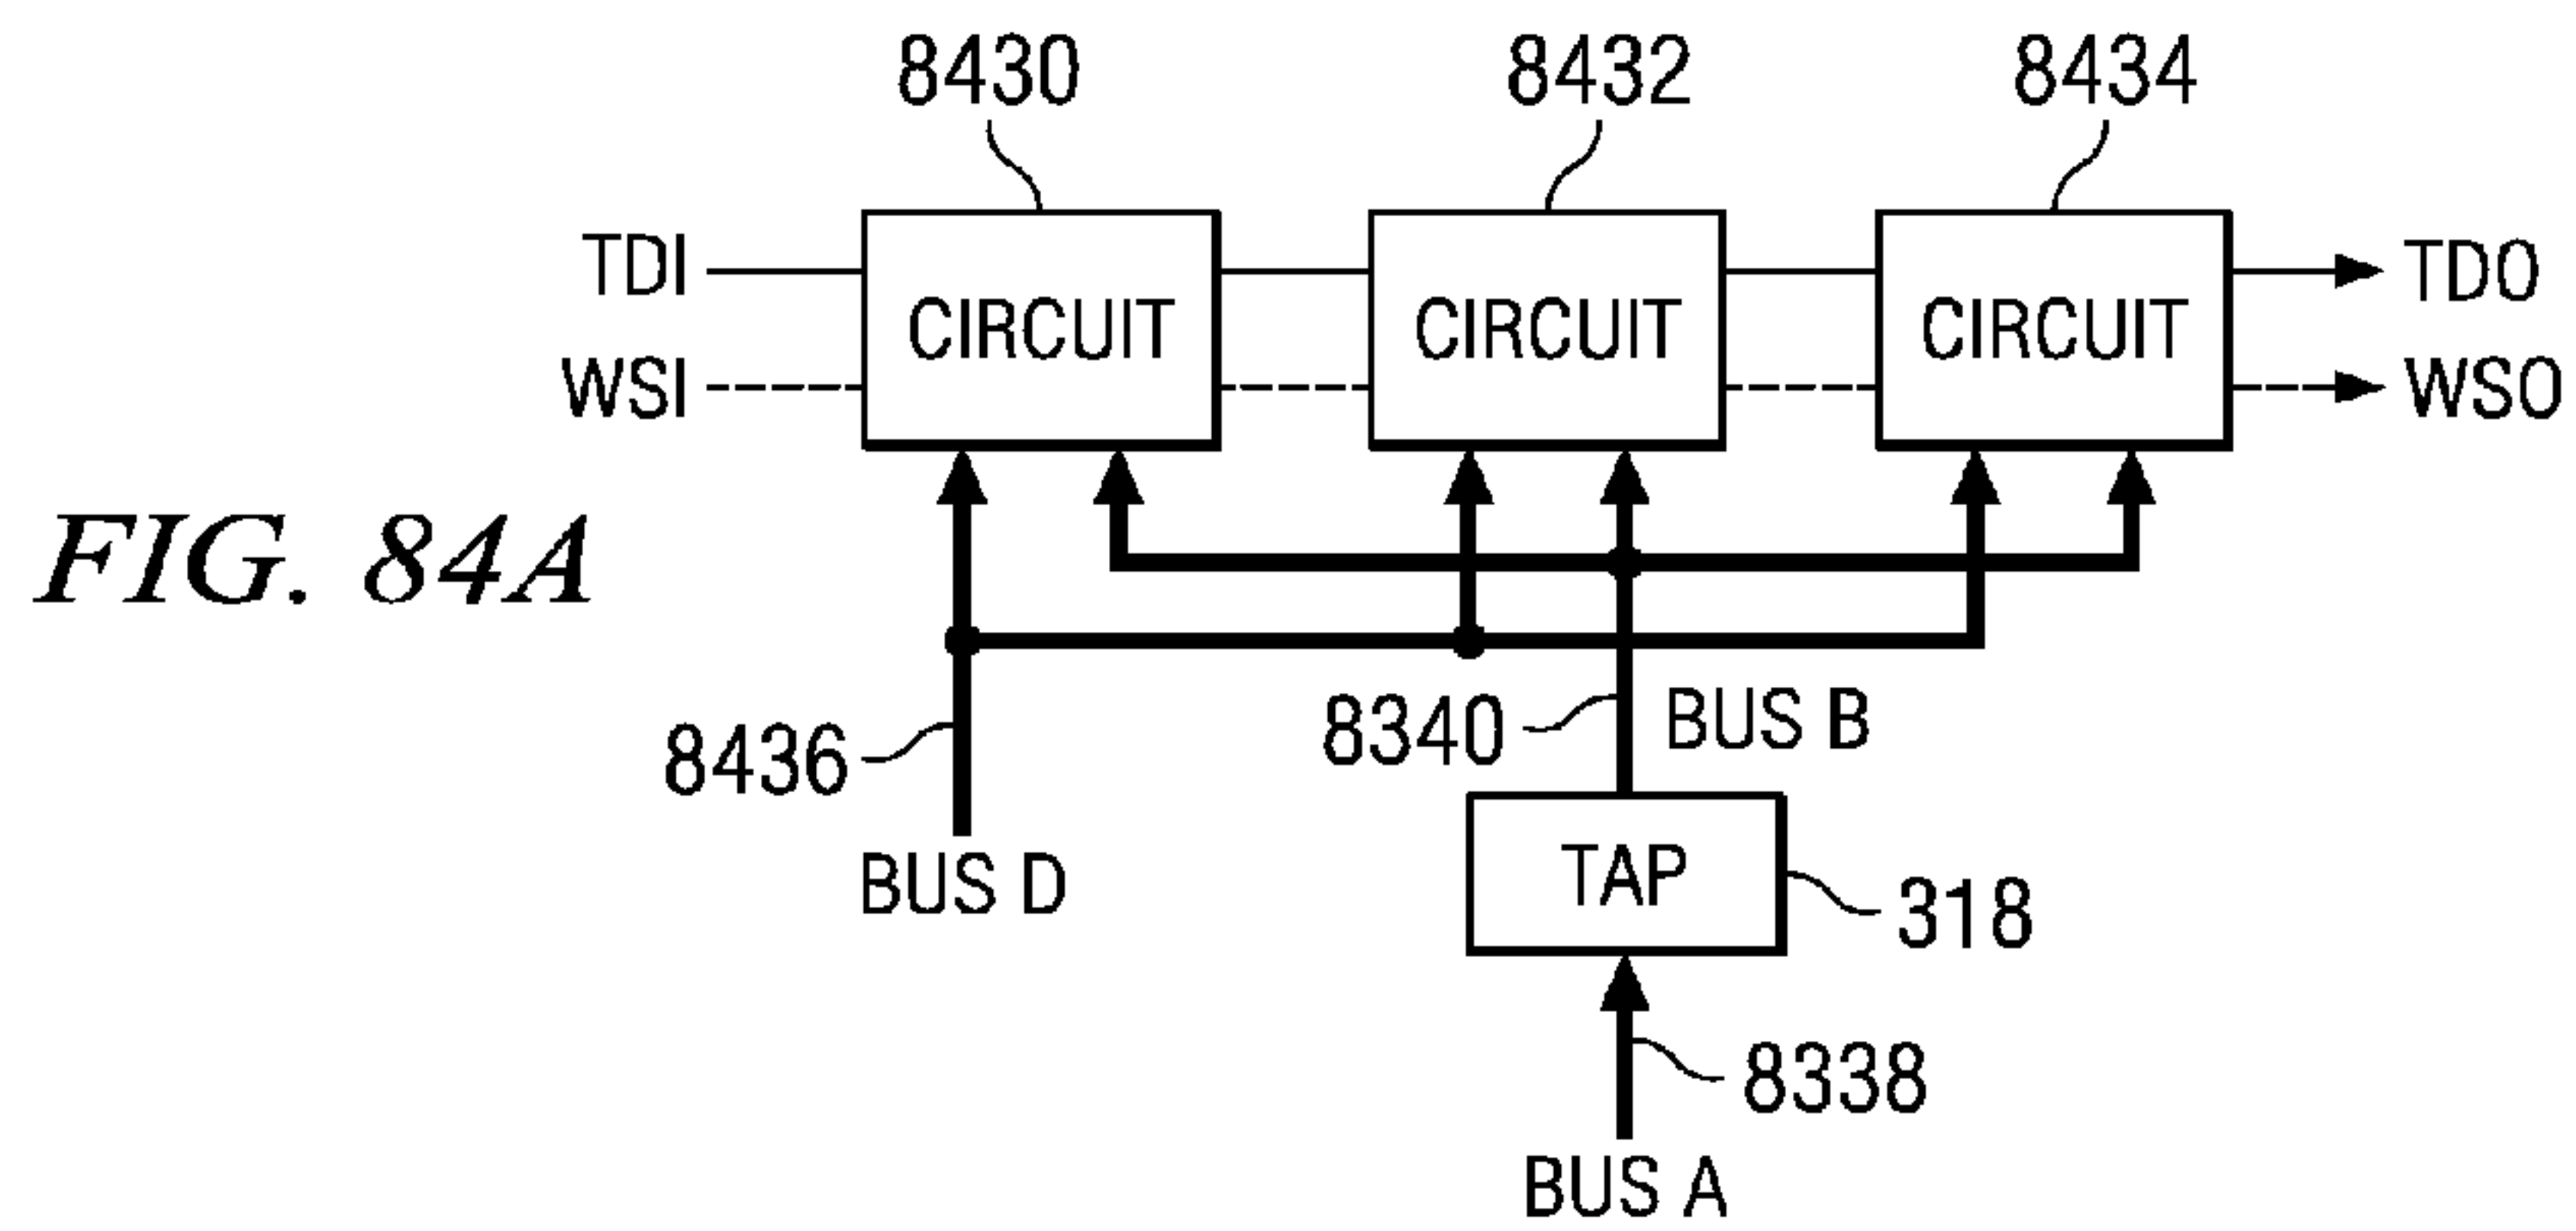 8430 8432 8434
TDI CIRCUIT CIRCUIT CIRCUIT TDO
WSI WSO
FIG. 84A
8436 8340 BUS B
BUS D TAP 318
8338
BUS A